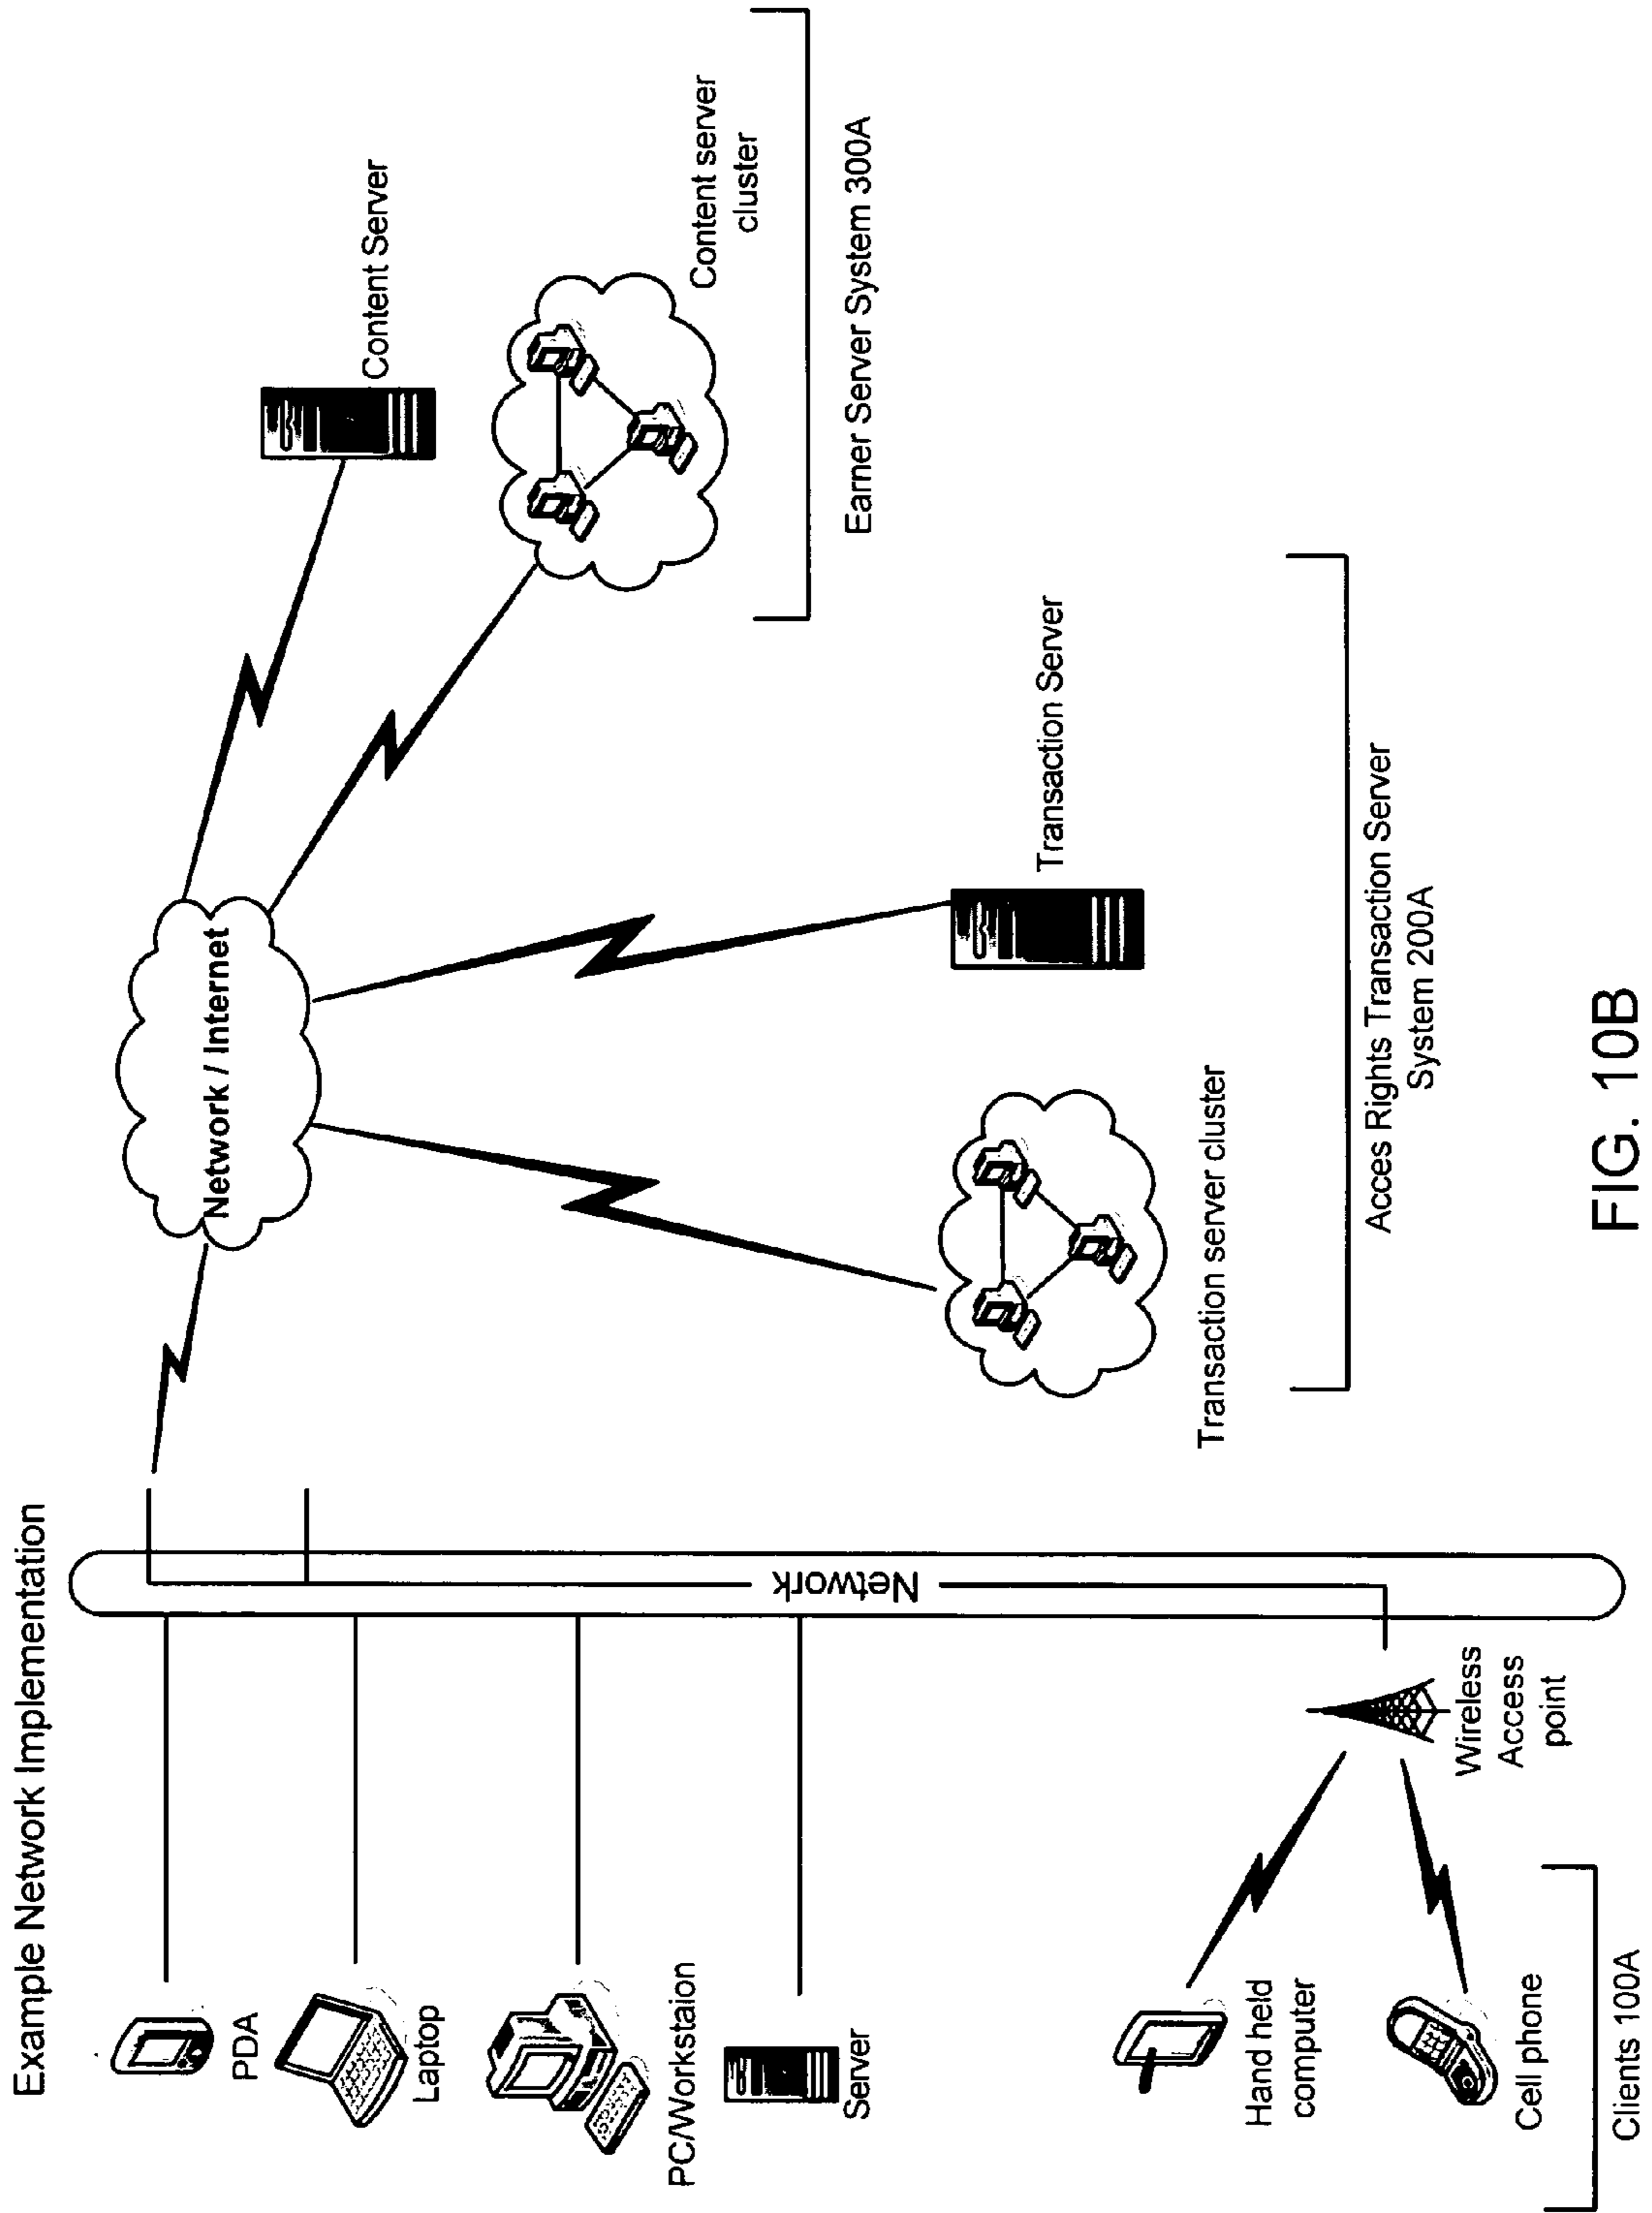 Example Network Implementation
PDA
Laptop
PC/Workstaion
Server
Hand held
computer
Cell phone
Clients 100A
Wireless
Access
point
Network
Network / Internet
Transaction server cluster
Transaction Server
Acces Rights Transaction Server
System 200A
Content Server
Content server
cluster
Earner Server System 300A
FIG. 10B